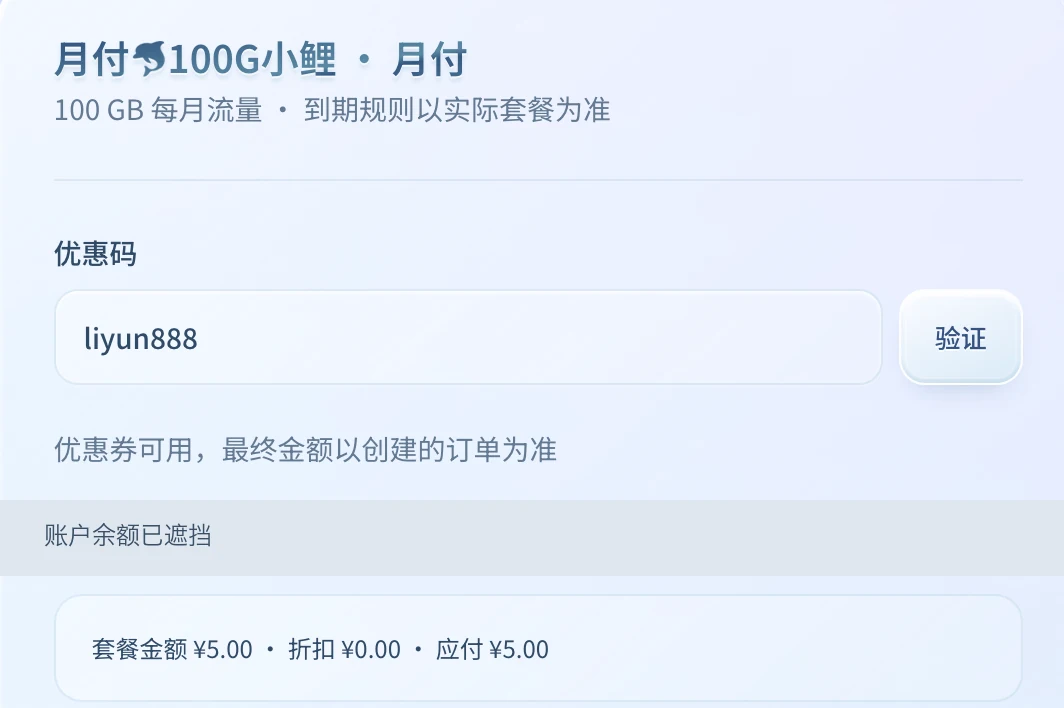 月付🐬100G小鲤 · 月付
100 GB 每月流量 · 到期规则以实际套餐为准
优惠码
liyun888
验证
优惠券可用，最终金额以创建的订单为准
账户余额已遮挡
套餐金额 ¥5.00 · 折扣 ¥0.00 · 应付 ¥5.00